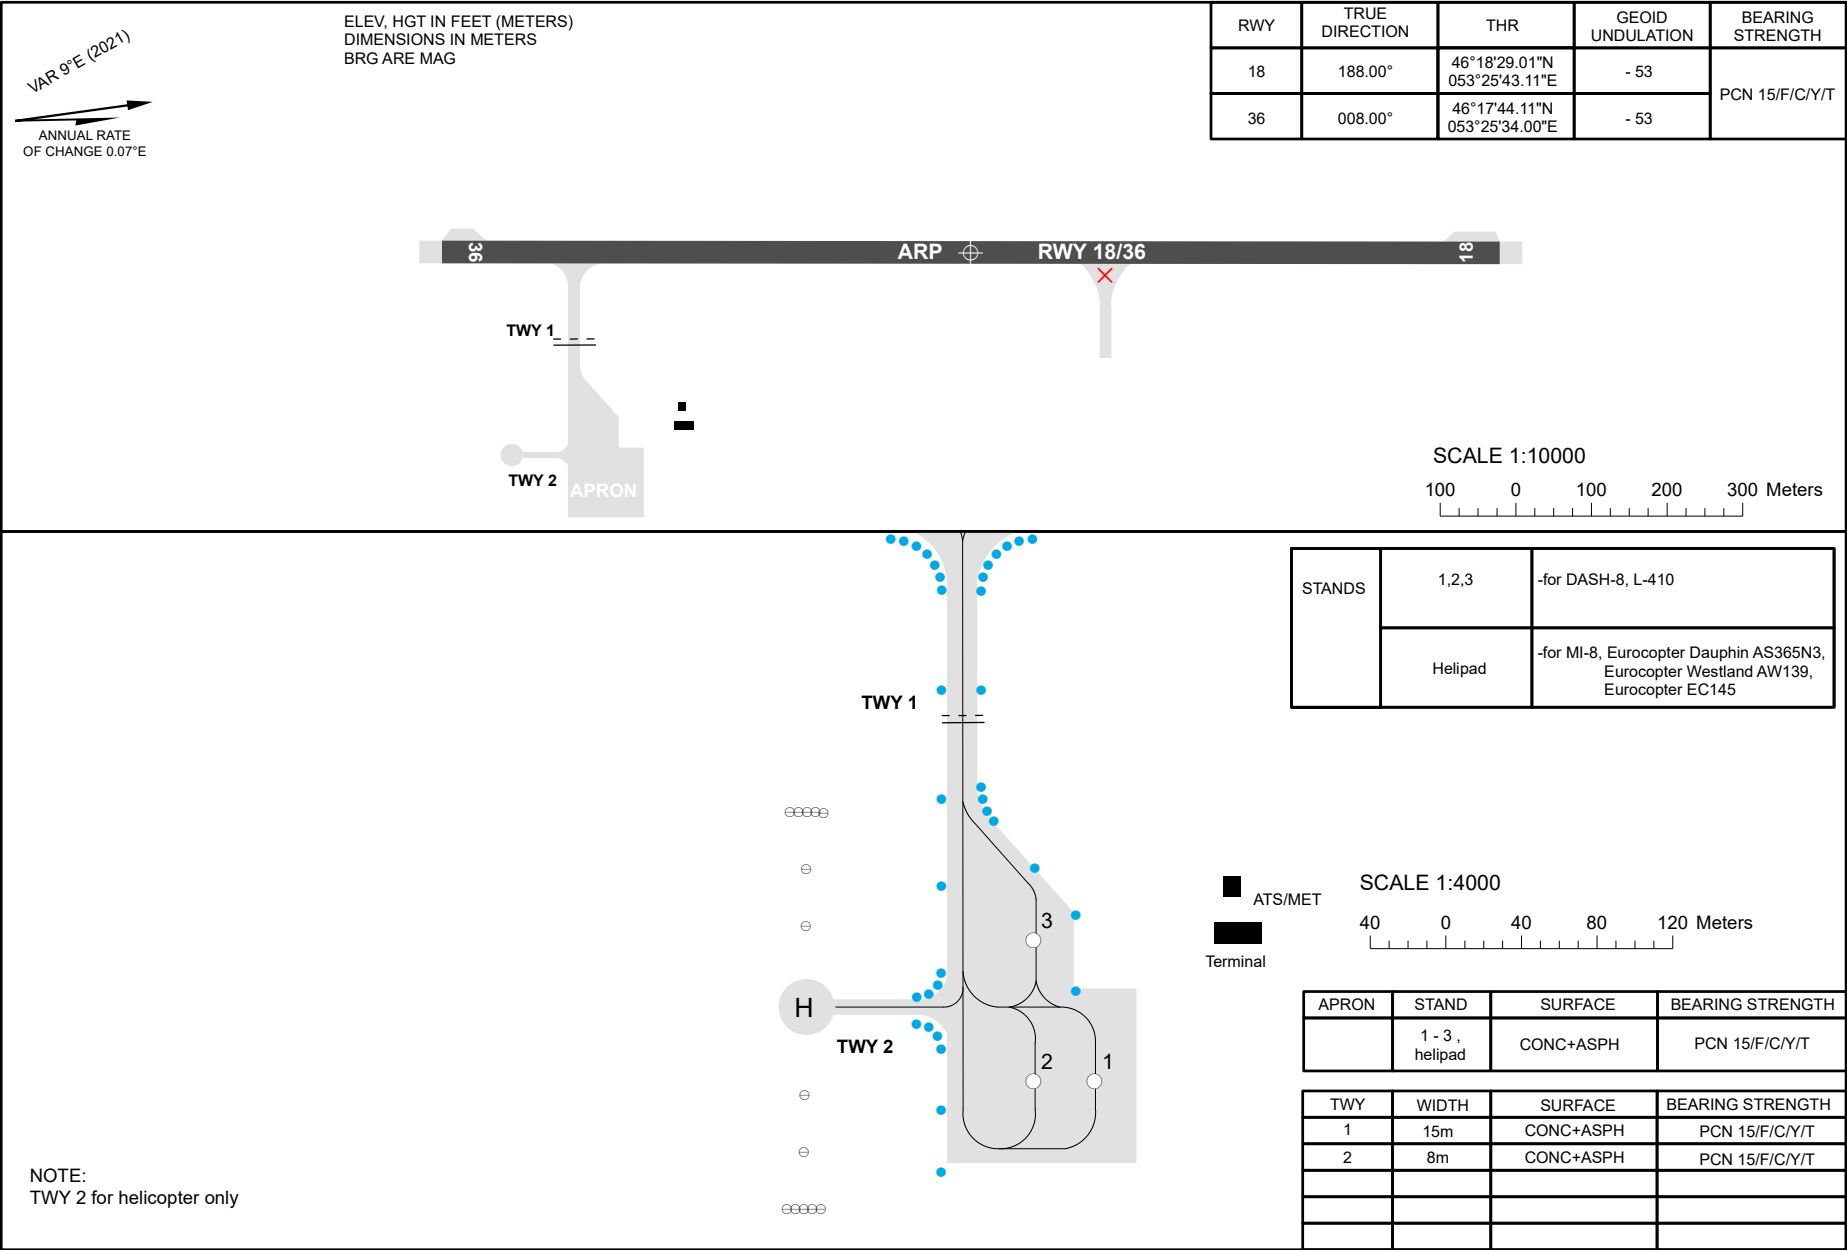 VAR 9°E (2021)
ANNUAL RATE
OF CHANGE 0.07°E
ELEV, HGT IN FEET (METERS)
DIMENSIONS IN METERS
BRG ARE MAG
RWY TRUE DIRECTION THR GEOID UNDULATION BEARING STRENGTH
18 188.00° 46°18'29.01"N 053°25'43.11"E - 53 PCN 15/F/C/Y/T
36 008.00° 46°17'44.11"N 053°25'34.00"E - 53
36
ARP
RWY 18/36
18
TWY 1
TWY 2
APRON
SCALE 1:10000
100 0 100 200 300 Meters
STANDS 1,2,3 -for DASH-8, L-410
Helipad -for MI-8, Eurocopter Dauphin AS365N3,
Eurocopter Westland AW139,
Eurocopter EC145
TWY 1
3
H
TWY 2
2
1
ATS/MET
Terminal
SCALE 1:4000
40 0 40 80 120 Meters
APRON STAND SURFACE BEARING STRENGTH
1 - 3 , helipad CONC+ASPH PCN 15/F/C/Y/T
TWY WIDTH SURFACE BEARING STRENGTH
1 15m CONC+ASPH PCN 15/F/C/Y/T
2 8m CONC+ASPH PCN 15/F/C/Y/T
NOTE:
TWY 2 for helicopter only